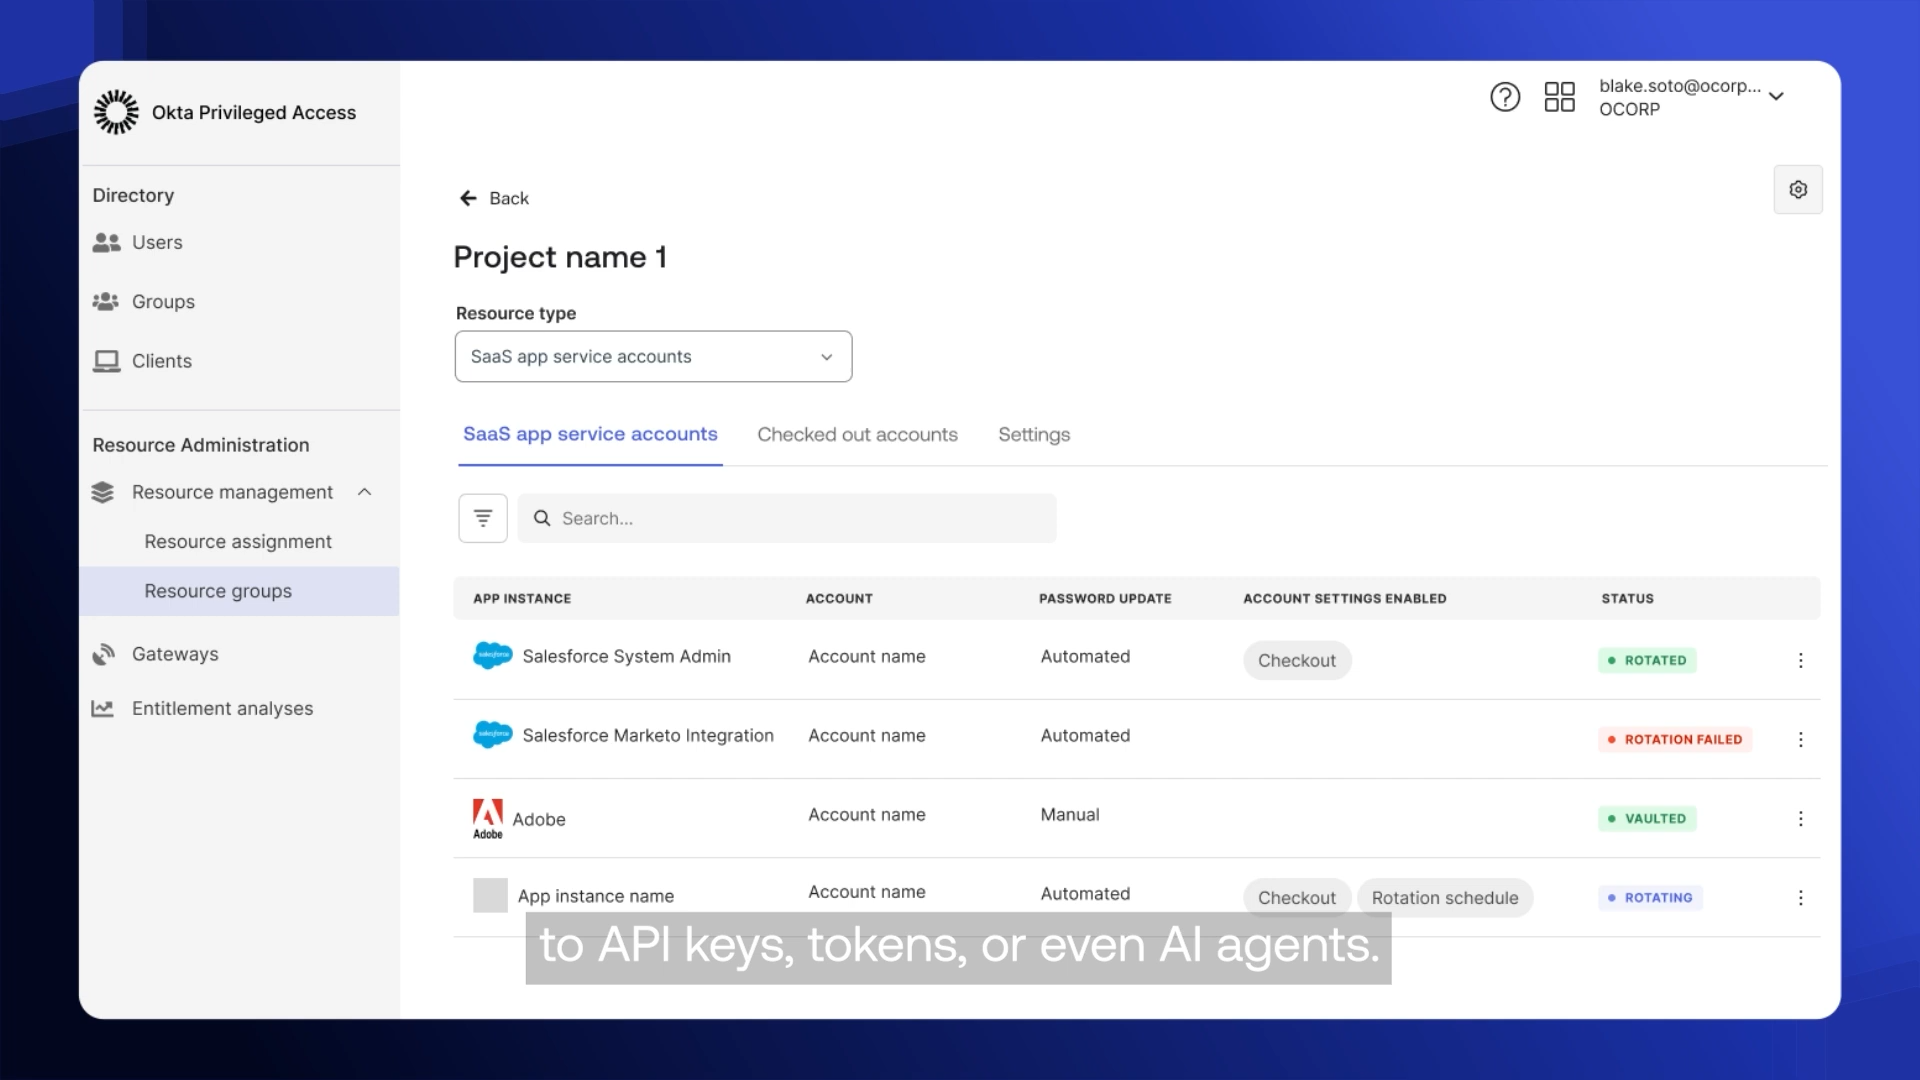 Okta Privileged Access
blake.soto@ocorp...
OCORP
Directory
Users
Groups
Clients
Resource Administration
Resource management
Resource assignment
Resource groups
Gateways
Entitlement analyses
Back
Project name 1
Resource type
SaaS app service accounts
SaaS app service accounts Checked out accounts Settings
Search...
APP INSTANCE ACCOUNT PASSWORD UPDATE ACCOUNT SETTINGS ENABLED STATUS
salesforce Salesforce System Admin Account name Automated Checkout ROTATED
salesforce Salesforce Marketo Integration Account name Automated ROTATION FAILED
Adobe Adobe Account name Manual VAULTED
App instance name Account name Automated Checkout Rotation schedule ROTATING
to API keys, tokens, or even AI agents.